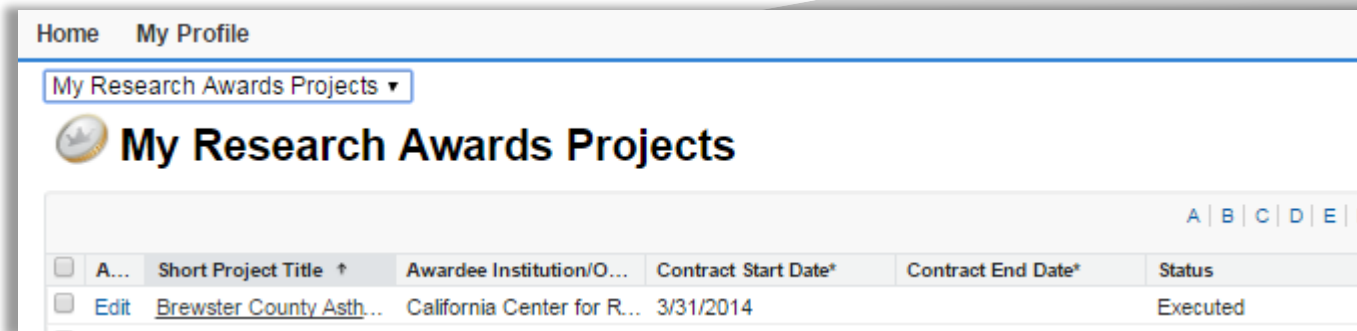 Home My Profile
My Research Awards Projects ▾
My Research Awards Projects
A | B | C | D | E |
A... Short Project Title ↑ Awardee Institution/O... Contract Start Date* Contract End Date* Status
Edit Brewster County Asth... California Center for R... 3/31/2014 Executed